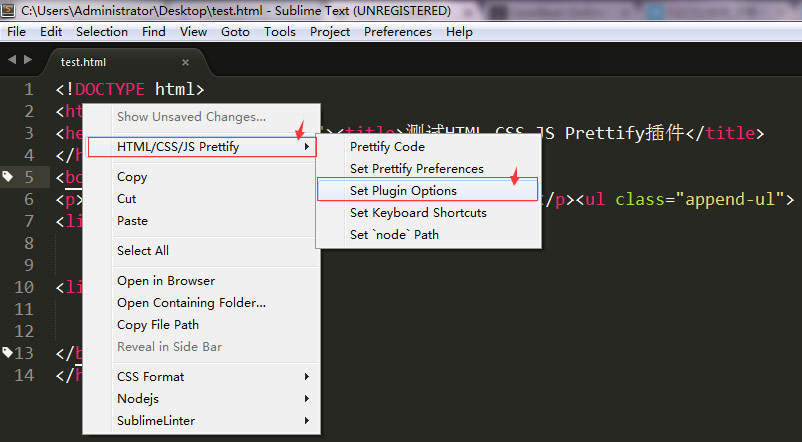 C:\Users\Administrator\Desktop\test.html - Sublime Text (UNREGISTERED)
File Edit Selection Find View Goto Tools Project Preferences Help
test.html ×
1 <!DOCTYPE html>
2 <ht
3 <he "><title>测试HTML CSS JS Prettify插件</title>
4 </h
5 <bo
6 <p> </p><ul class="append-ul">
7 <li
8
9
10 <li
11
12
13 </b
14 </h
Show Unsaved Changes...
HTML/CSS/JS Prettify
Copy
Cut
Paste
Select All
Open in Browser
Open Containing Folder...
Copy File Path
Reveal in Side Bar
CSS Format
Nodejs
SublimeLinter
Prettify Code
Set Prettify Preferences
Set Plugin Options
Set Keyboard Shortcuts
Set `node` Path